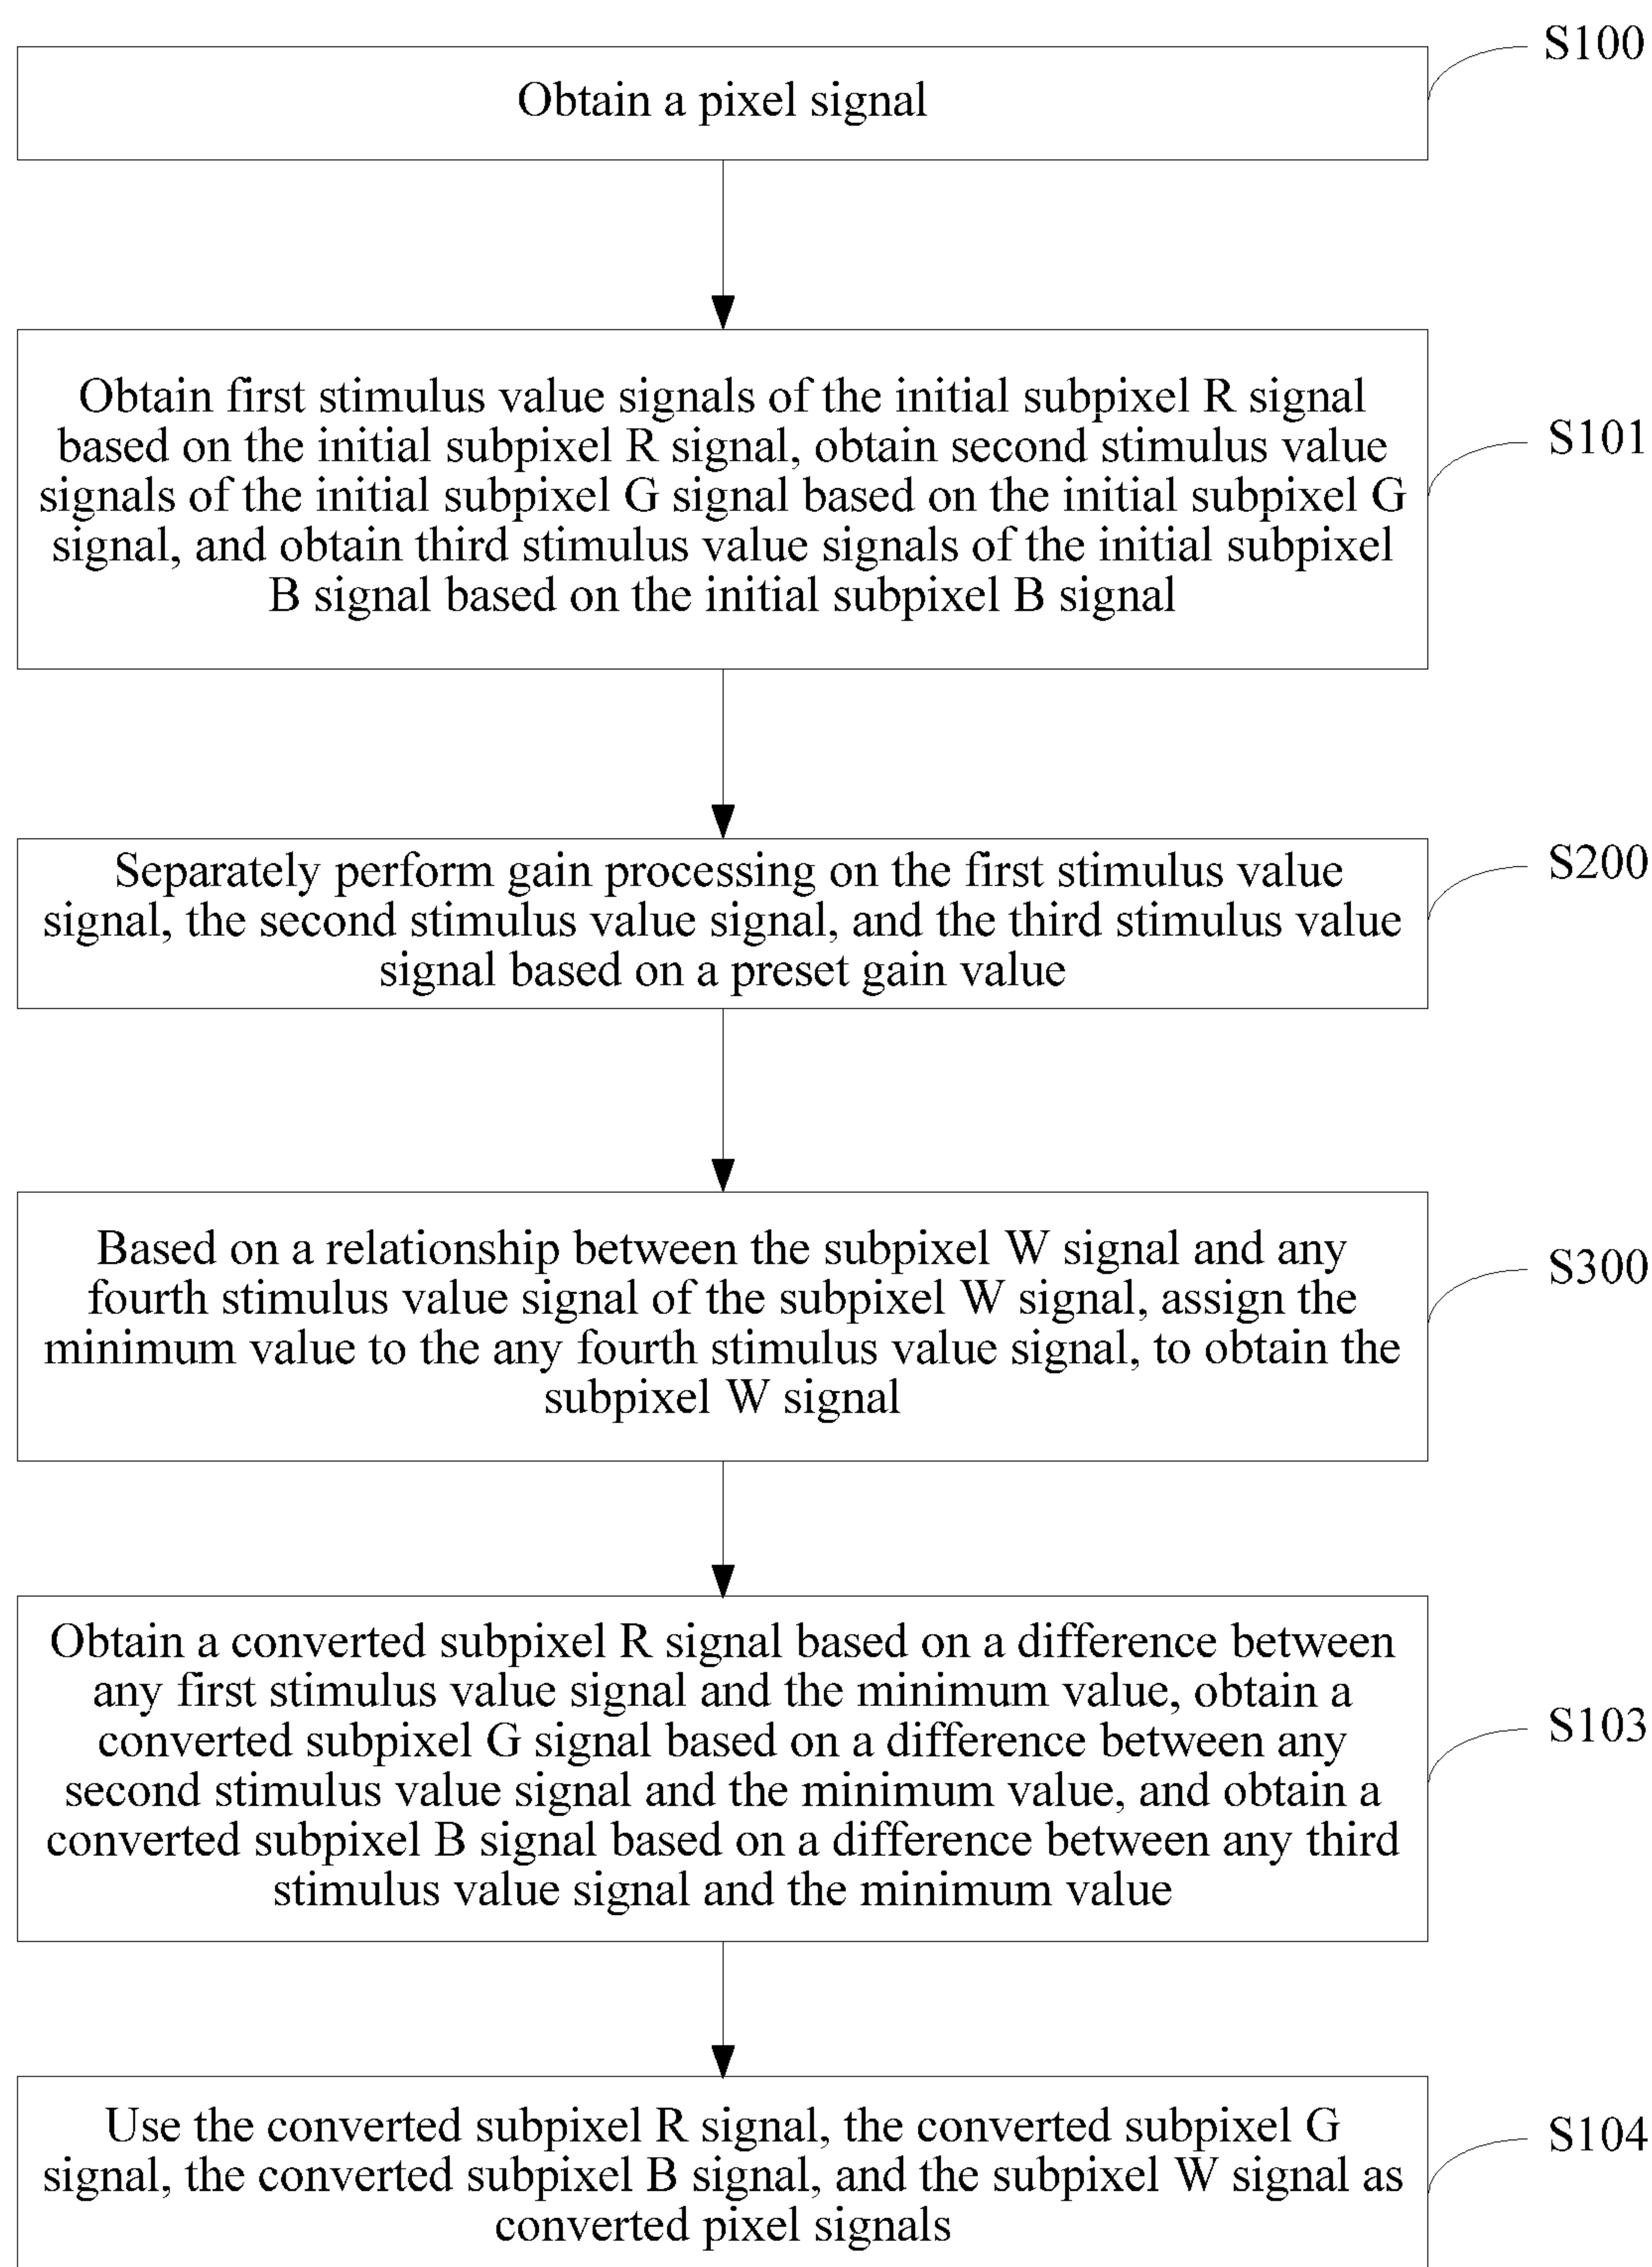 S100
Obtain a pixel signal
Obtain first stimulus value signals of the initial subpixel R signal
based on the initial subpixel R signal, obtain second stimulus value
signals of the initial subpixel G signal based on the initial subpixel G
signal, and obtain third stimulus value signals of the initial subpixel
B signal based on the initial subpixel B signal
S101
Separately perform gain processing on the first stimulus value
signal, the second stimulus value signal, and the third stimulus value
signal based on a preset gain value
S200
Based on a relationship between the subpixel W signal and any
fourth stimulus value signal of the subpixel W signal, assign the
minimum value to the any fourth stimulus value signal, to obtain the
subpixel W signal
S300
Obtain a converted subpixel R signal based on a difference between
any first stimulus value signal and the minimum value, obtain a
converted subpixel G signal based on a difference between any
second stimulus value signal and the minimum value, and obtain a
converted subpixel B signal based on a difference between any third
stimulus value signal and the minimum value
S103
Use the converted subpixel R signal, the converted subpixel G
signal, the converted subpixel B signal, and the subpixel W signal as
converted pixel signals
S104